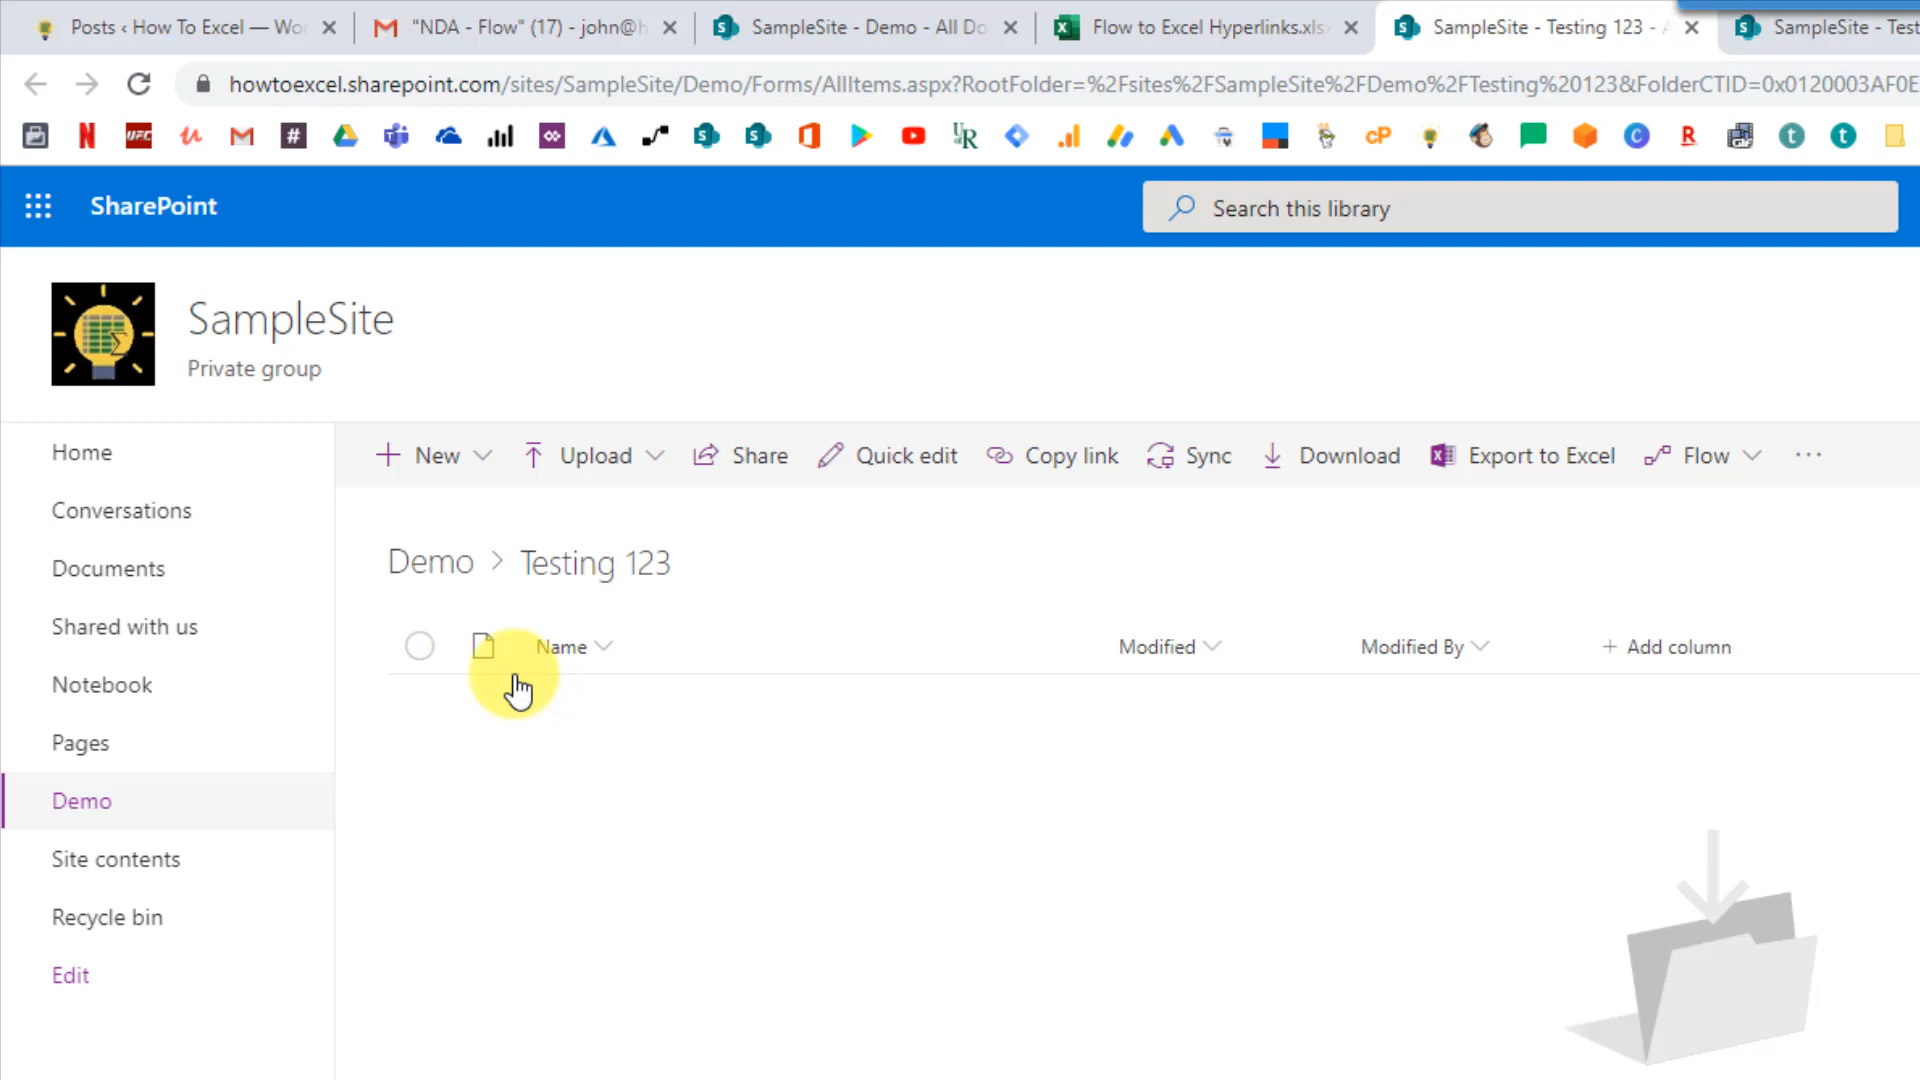 Posts ‹ How To Excel — Wo
"NDA - Flow" (17) - john@h
SampleSite - Demo - All Do
Flow to Excel Hyperlinks.xls
SampleSite - Testing 123 - A
SampleSite - Test
howtoexcel.sharepoint.com/sites/SampleSite/Demo/Forms/AllItems.aspx?RootFolder=%2Fsites%2FSampleSite%2FDemo%2FTesting%20123&FolderCTID=0x0120003AF0E
SharePoint
Search this library
SampleSite
Private group
Home
Conversations
Documents
Shared with us
Notebook
Pages
Demo
Site contents
Recycle bin
Edit
New
Upload
Share
Quick edit
Copy link
Sync
Download
Export to Excel
Flow
Demo > Testing 123
Name
Modified
Modified By
+ Add column